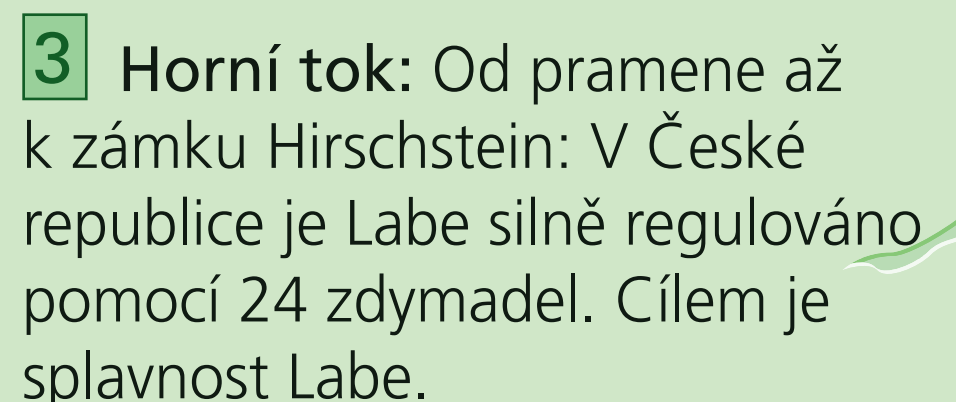 3 Horní tok: Od pramene až
k zámku Hirschstein: V České
republice je Labe silně regulováno
pomocí 24 zdymadel. Cílem je
splavnost Labe.